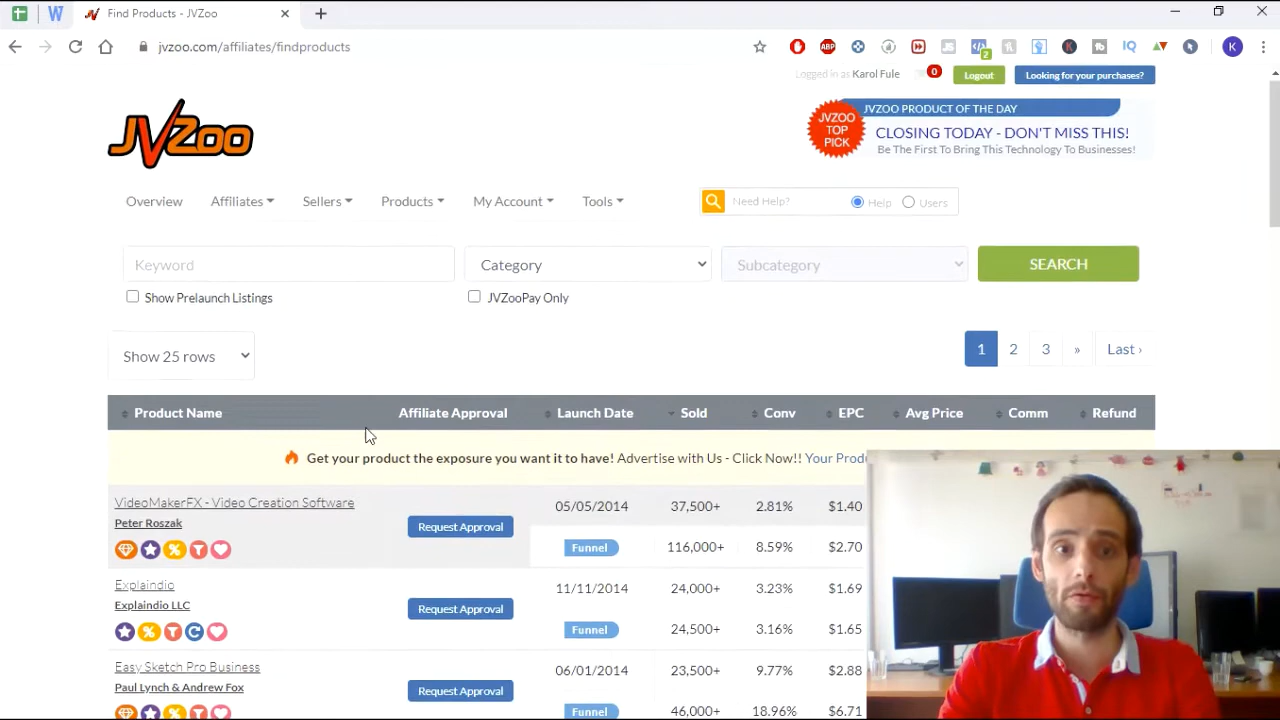 Find Products - JVZoo
jvzoo.com/affiliates/findproducts
Logged in as Karol Fule 0 Logout Looking for your purchases?
JVZoo
JVZOO TOP PICK
JVZOO PRODUCT OF THE DAY
CLOSING TODAY - DON'T MISS THIS!
Be The First To Bring This Technology To Businesses!
Overview Affiliates Sellers Products My Account Tools Need Help? Help Users
Keyword Category Subcategory SEARCH
Show Prelaunch Listings JVZooPay Only
Show 25 rows 1 2 3 » Last ›
Product Name Affiliate Approval Launch Date Sold Conv EPC Avg Price Comm Refund
Get your product the exposure you want it to have! Advertise with Us - Click Now!! Your Produ
VideoMakerFX - Video Creation Software 05/05/2014 37,500+ 2.81% $1.40
Peter Roszak Request Approval
Funnel 116,000+ 8.59% $2.70
Explaindio 11/11/2014 24,000+ 3.23% $1.69
Explaindio LLC Request Approval
Funnel 24,500+ 3.16% $1.65
Easy Sketch Pro Business 06/01/2014 23,500+ 9.77% $2.88
Paul Lynch & Andrew Fox Request Approval
Funnel 46,000+ 18.96% $6.71